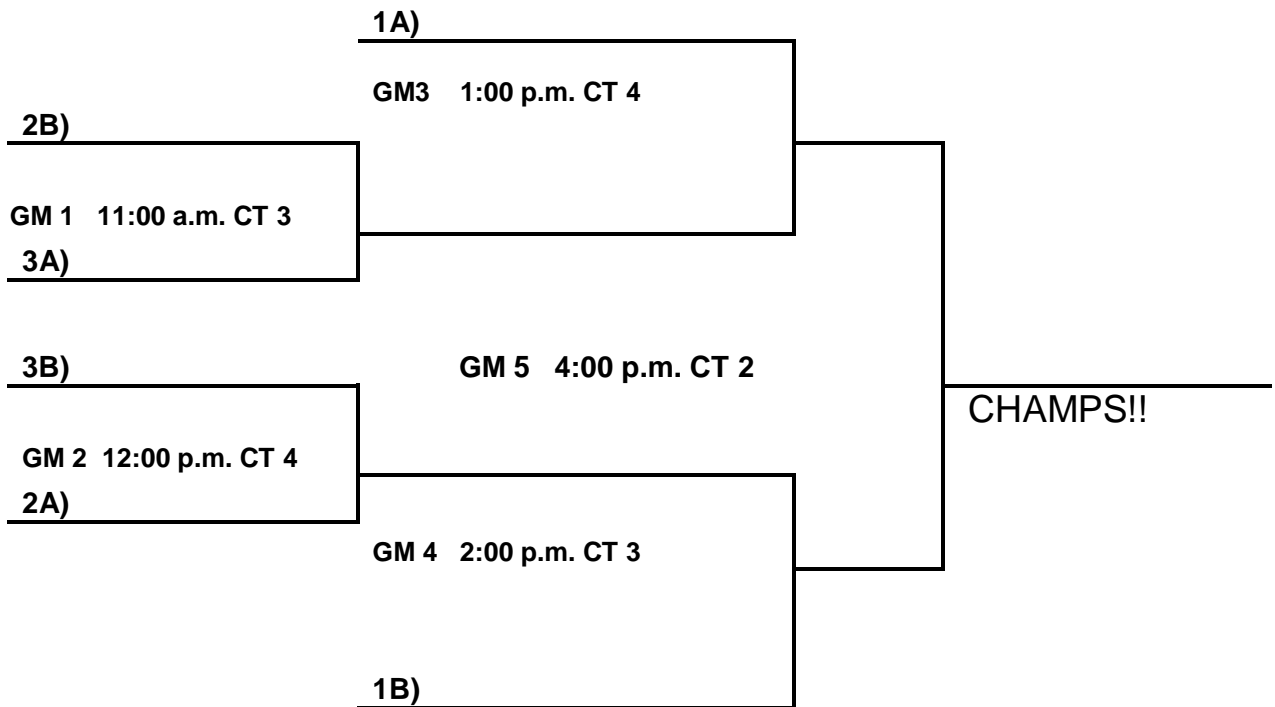 1A)
GM3 1:00 p.m. CT 4
2B)
GM 1 11:00 a.m. CT 3
3A)
3B)
GM 5 4:00 p.m. CT 2
CHAMPS!!
GM 2 12:00 p.m. CT 4
2A)
GM 4 2:00 p.m. CT 3
1B)